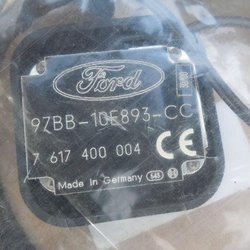 Ford
97BB-10E893-CC
7 617 400 004
CE
Made in Germany